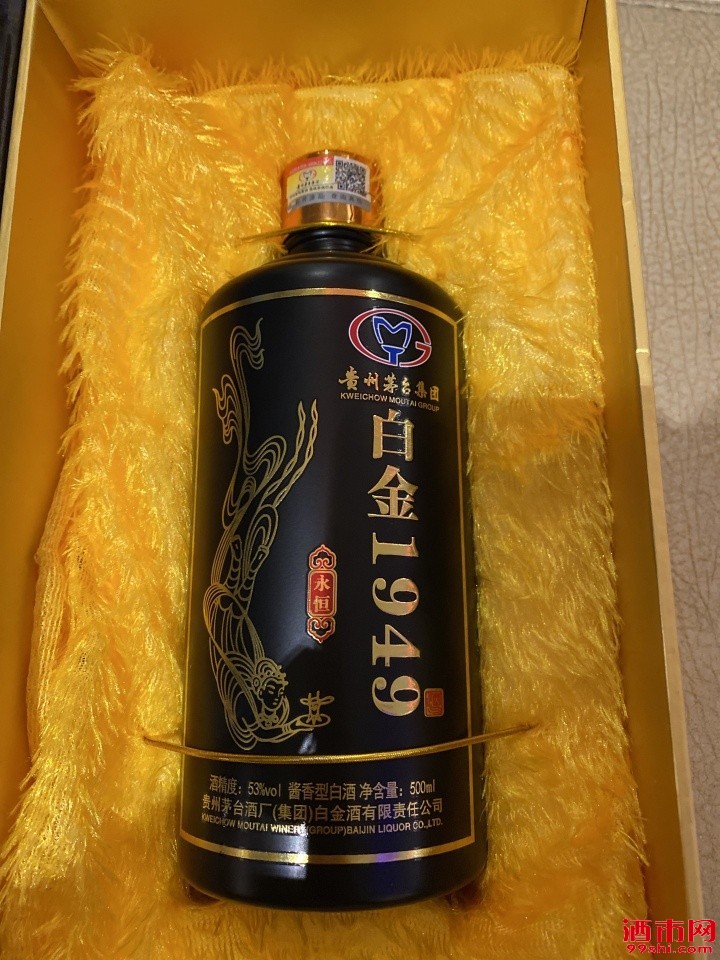 贵州茅台集团
KWEICHOW MOUTAI GROUP
白金1949
永恒
酒精度：53%vol 酱香型白酒 净含量：500ml
贵州茅台酒厂(集团)白金酒有限责任公司
KWEICHOW MOUTAI WINERY(GROUP)BAIJIN LIQUOR CO.,LTD.
酒市网
99shi.com